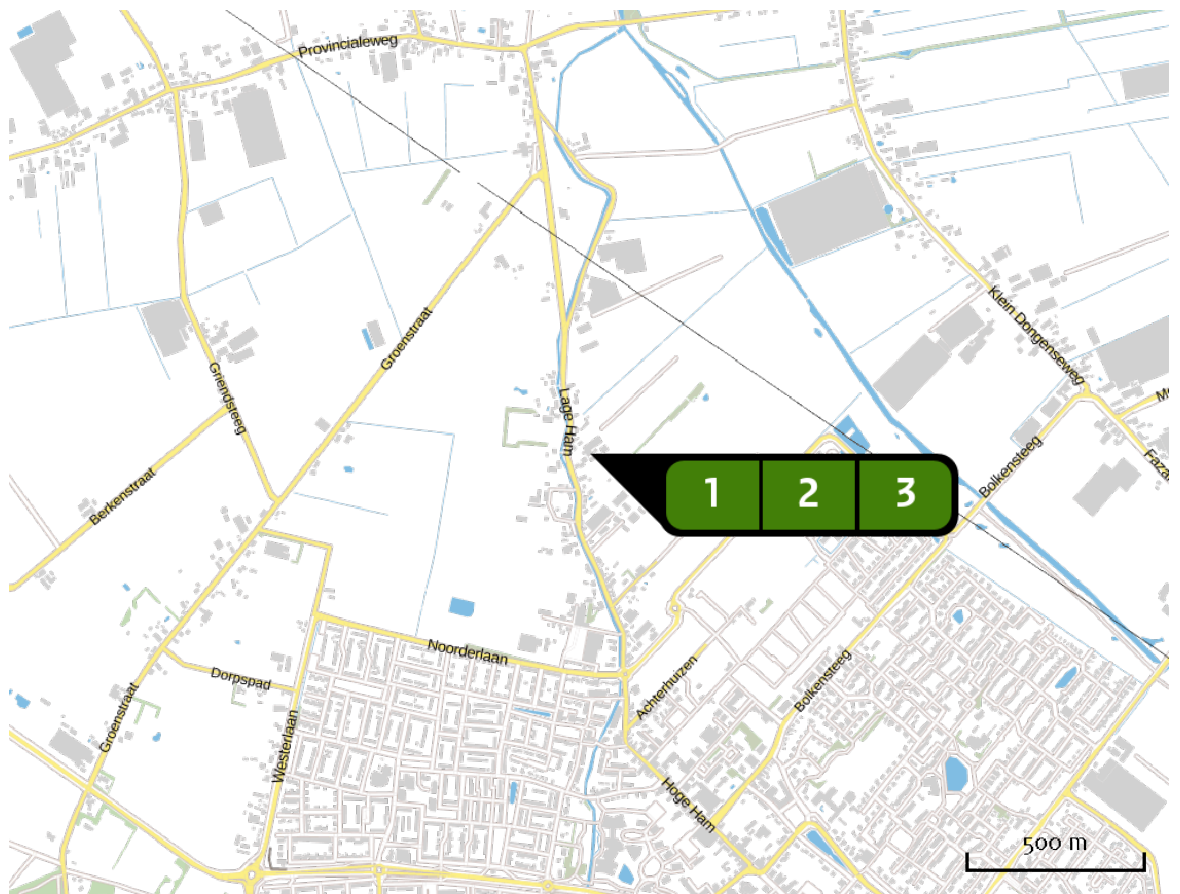 Provincialeweg
Klein Dongenseweg
Groenstraat
Griendsteeg
Lage Ham
Bolkensteeg
Berkenstraat
1 2 3
Noorderlaan
Dorpspad
Achterhuizen
Bolkensteeg
Groenstraat
Westerlaan
Hoge Ham
500 m